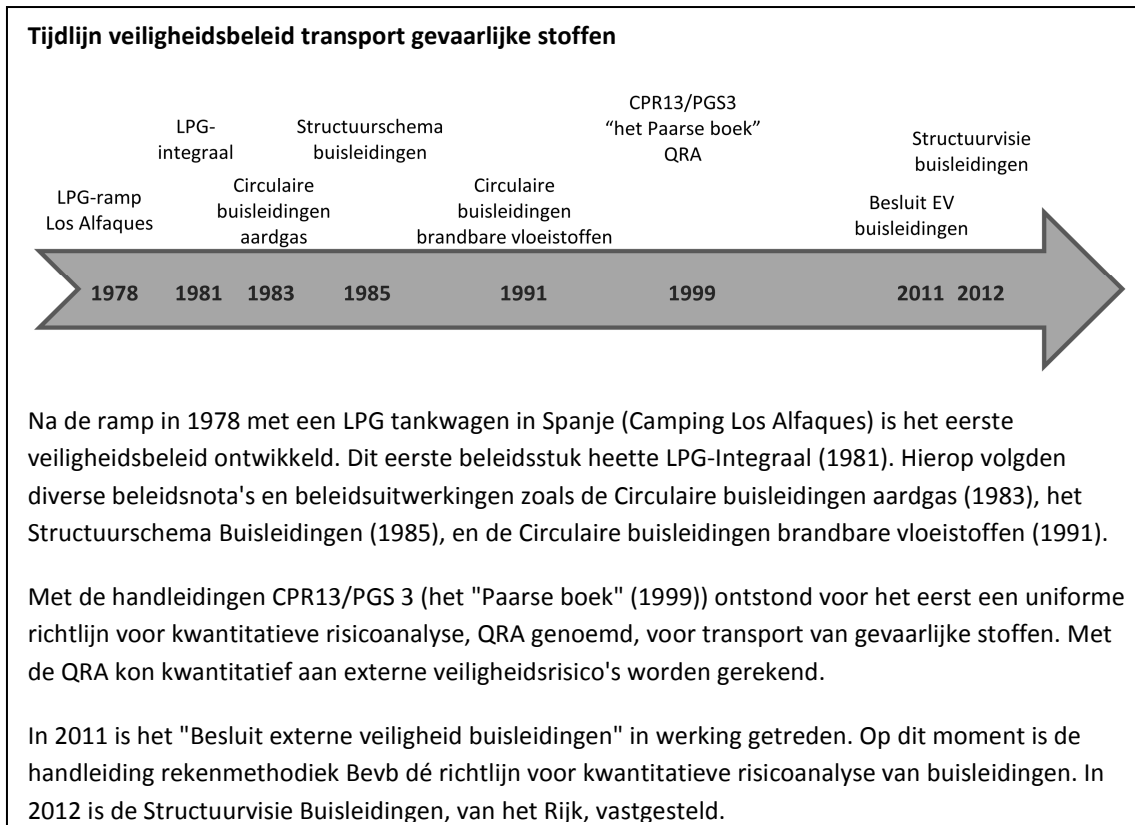 Tijdlijn veiligheidsbeleid transport gevaarlijke stoffen
LPG-ramp
Los Alfaques
LPG-
integraal
Circulaire
buisleidingen
aardgas
Structuurschema
buisleidingen
Circulaire
buisleidingen
brandbare vloeistoffen
CPR13/PGS3
“het Paarse boek”
QRA
Besluit EV
buisleidingen
Structuurvisie
buisleidingen
1978 1981 1983 1985 1991 1999 2011 2012
Na de ramp in 1978 met een LPG tankwagen in Spanje (Camping Los Alfaques) is het eerste
veiligheidsbeleid ontwikkeld. Dit eerste beleidsstuk heette LPG-Integraal (1981). Hierop volgden
diverse beleidsnota's en beleidsuitwerkingen zoals de Circulaire buisleidingen aardgas (1983), het
Structuurschema Buisleidingen (1985), en de Circulaire buisleidingen brandbare vloeistoffen (1991).
Met de handleidingen CPR13/PGS 3 (het "Paarse boek" (1999)) ontstond voor het eerst een uniforme
richtlijn voor kwantitatieve risicoanalyse, QRA genoemd, voor transport van gevaarlijke stoffen. Met
de QRA kon kwantitatief aan externe veiligheidsrisico's worden gerekend.
In 2011 is het "Besluit externe veiligheid buisleidingen" in werking getreden. Op dit moment is de
handleiding rekenmethodiek Bevb dé richtlijn voor kwantitatieve risicoanalyse van buisleidingen. In
2012 is de Structuurvisie Buisleidingen, van het Rijk, vastgesteld.